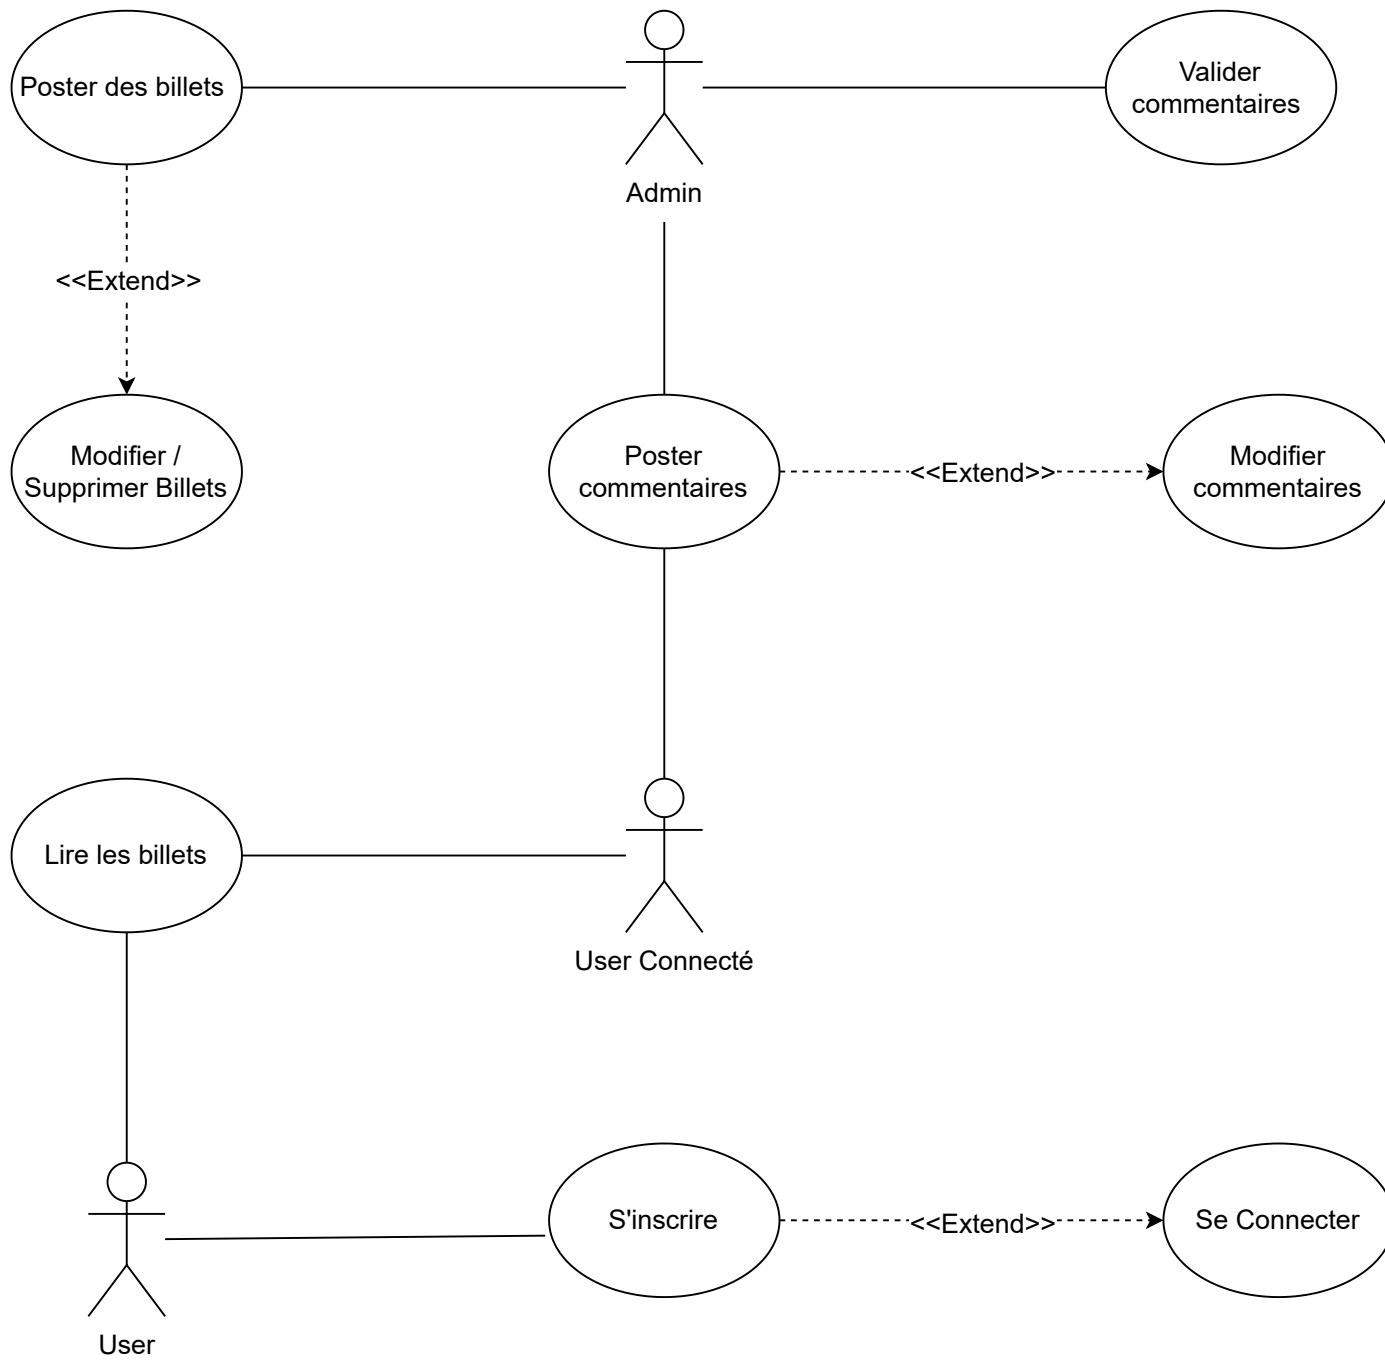 Poster des billets
Valider
commentaires
Admin
<<Extend>>
Modifier /
Supprimer Billets
Poster
commentaires
<<Extend>>
Modifier
commentaires
Lire les billets
User Connecté
S'inscrire
<<Extend>>
Se Connecter
User